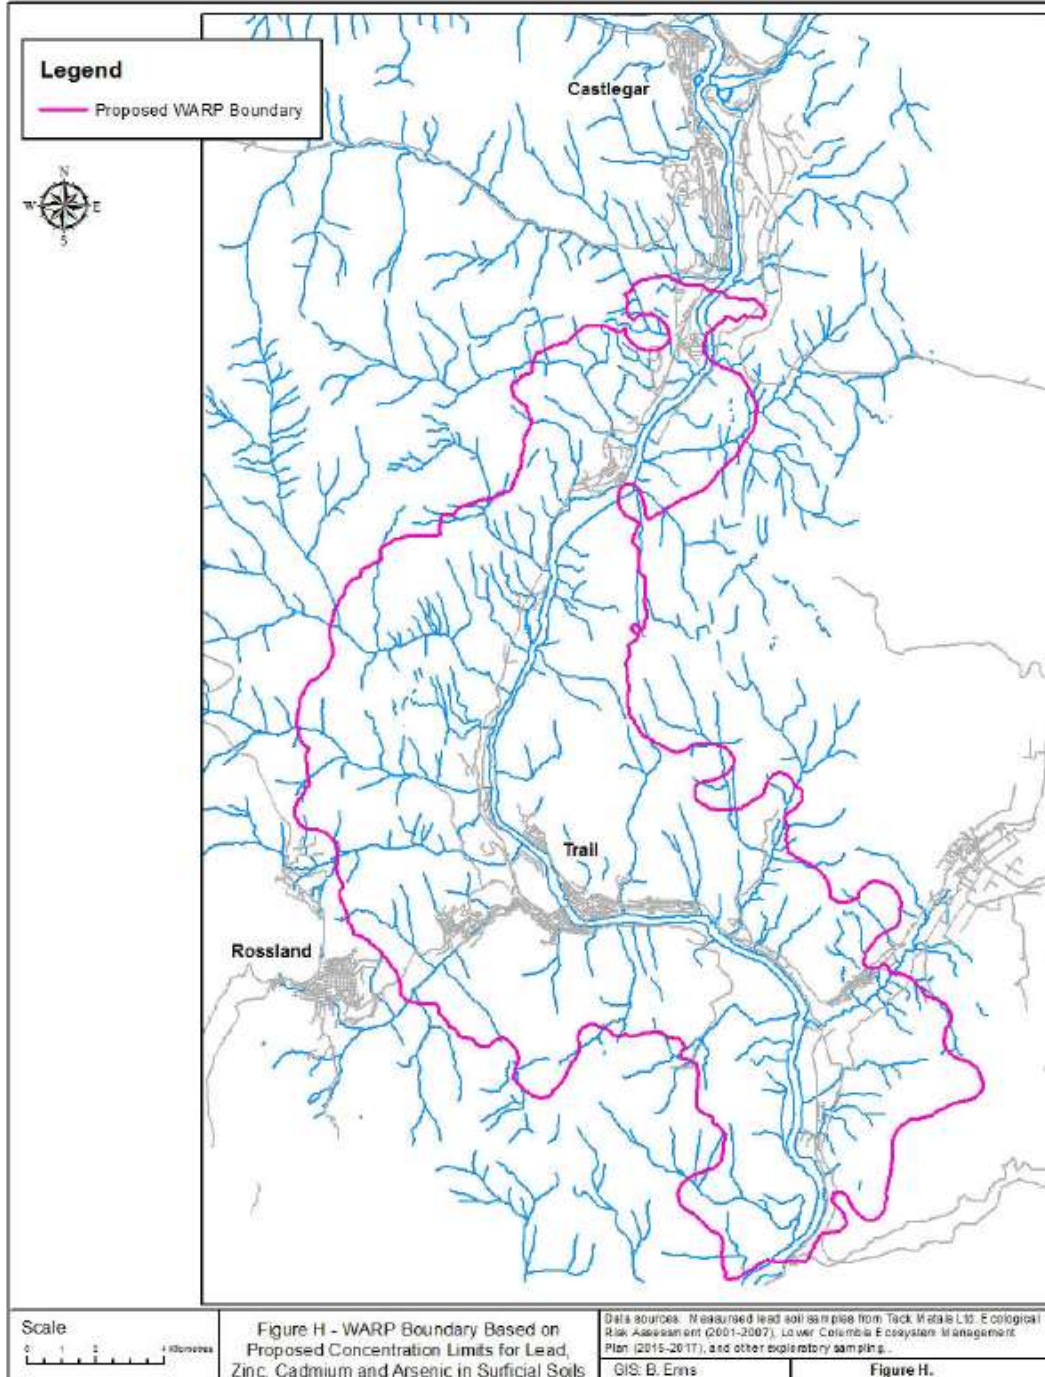 Legend
Proposed WARP Boundary
N
W E
S
Castlegar
Trail
Rossland
Scale
0 1 2 4 Kilometres
Figure H - WARP Boundary Based on
Proposed Concentration Limits for Lead,
Zinc, Cadmium and Arsenic in Surficial Soils
Data sources: Measured lead soil samples from Teck Metals Ltd. Ecological
Risk Assessment (2001-2007), Lower Columbia Ecosystem Management
Plan (2015-2017), and other exploratory sampling..
GIS: B. Enns
Figure H.